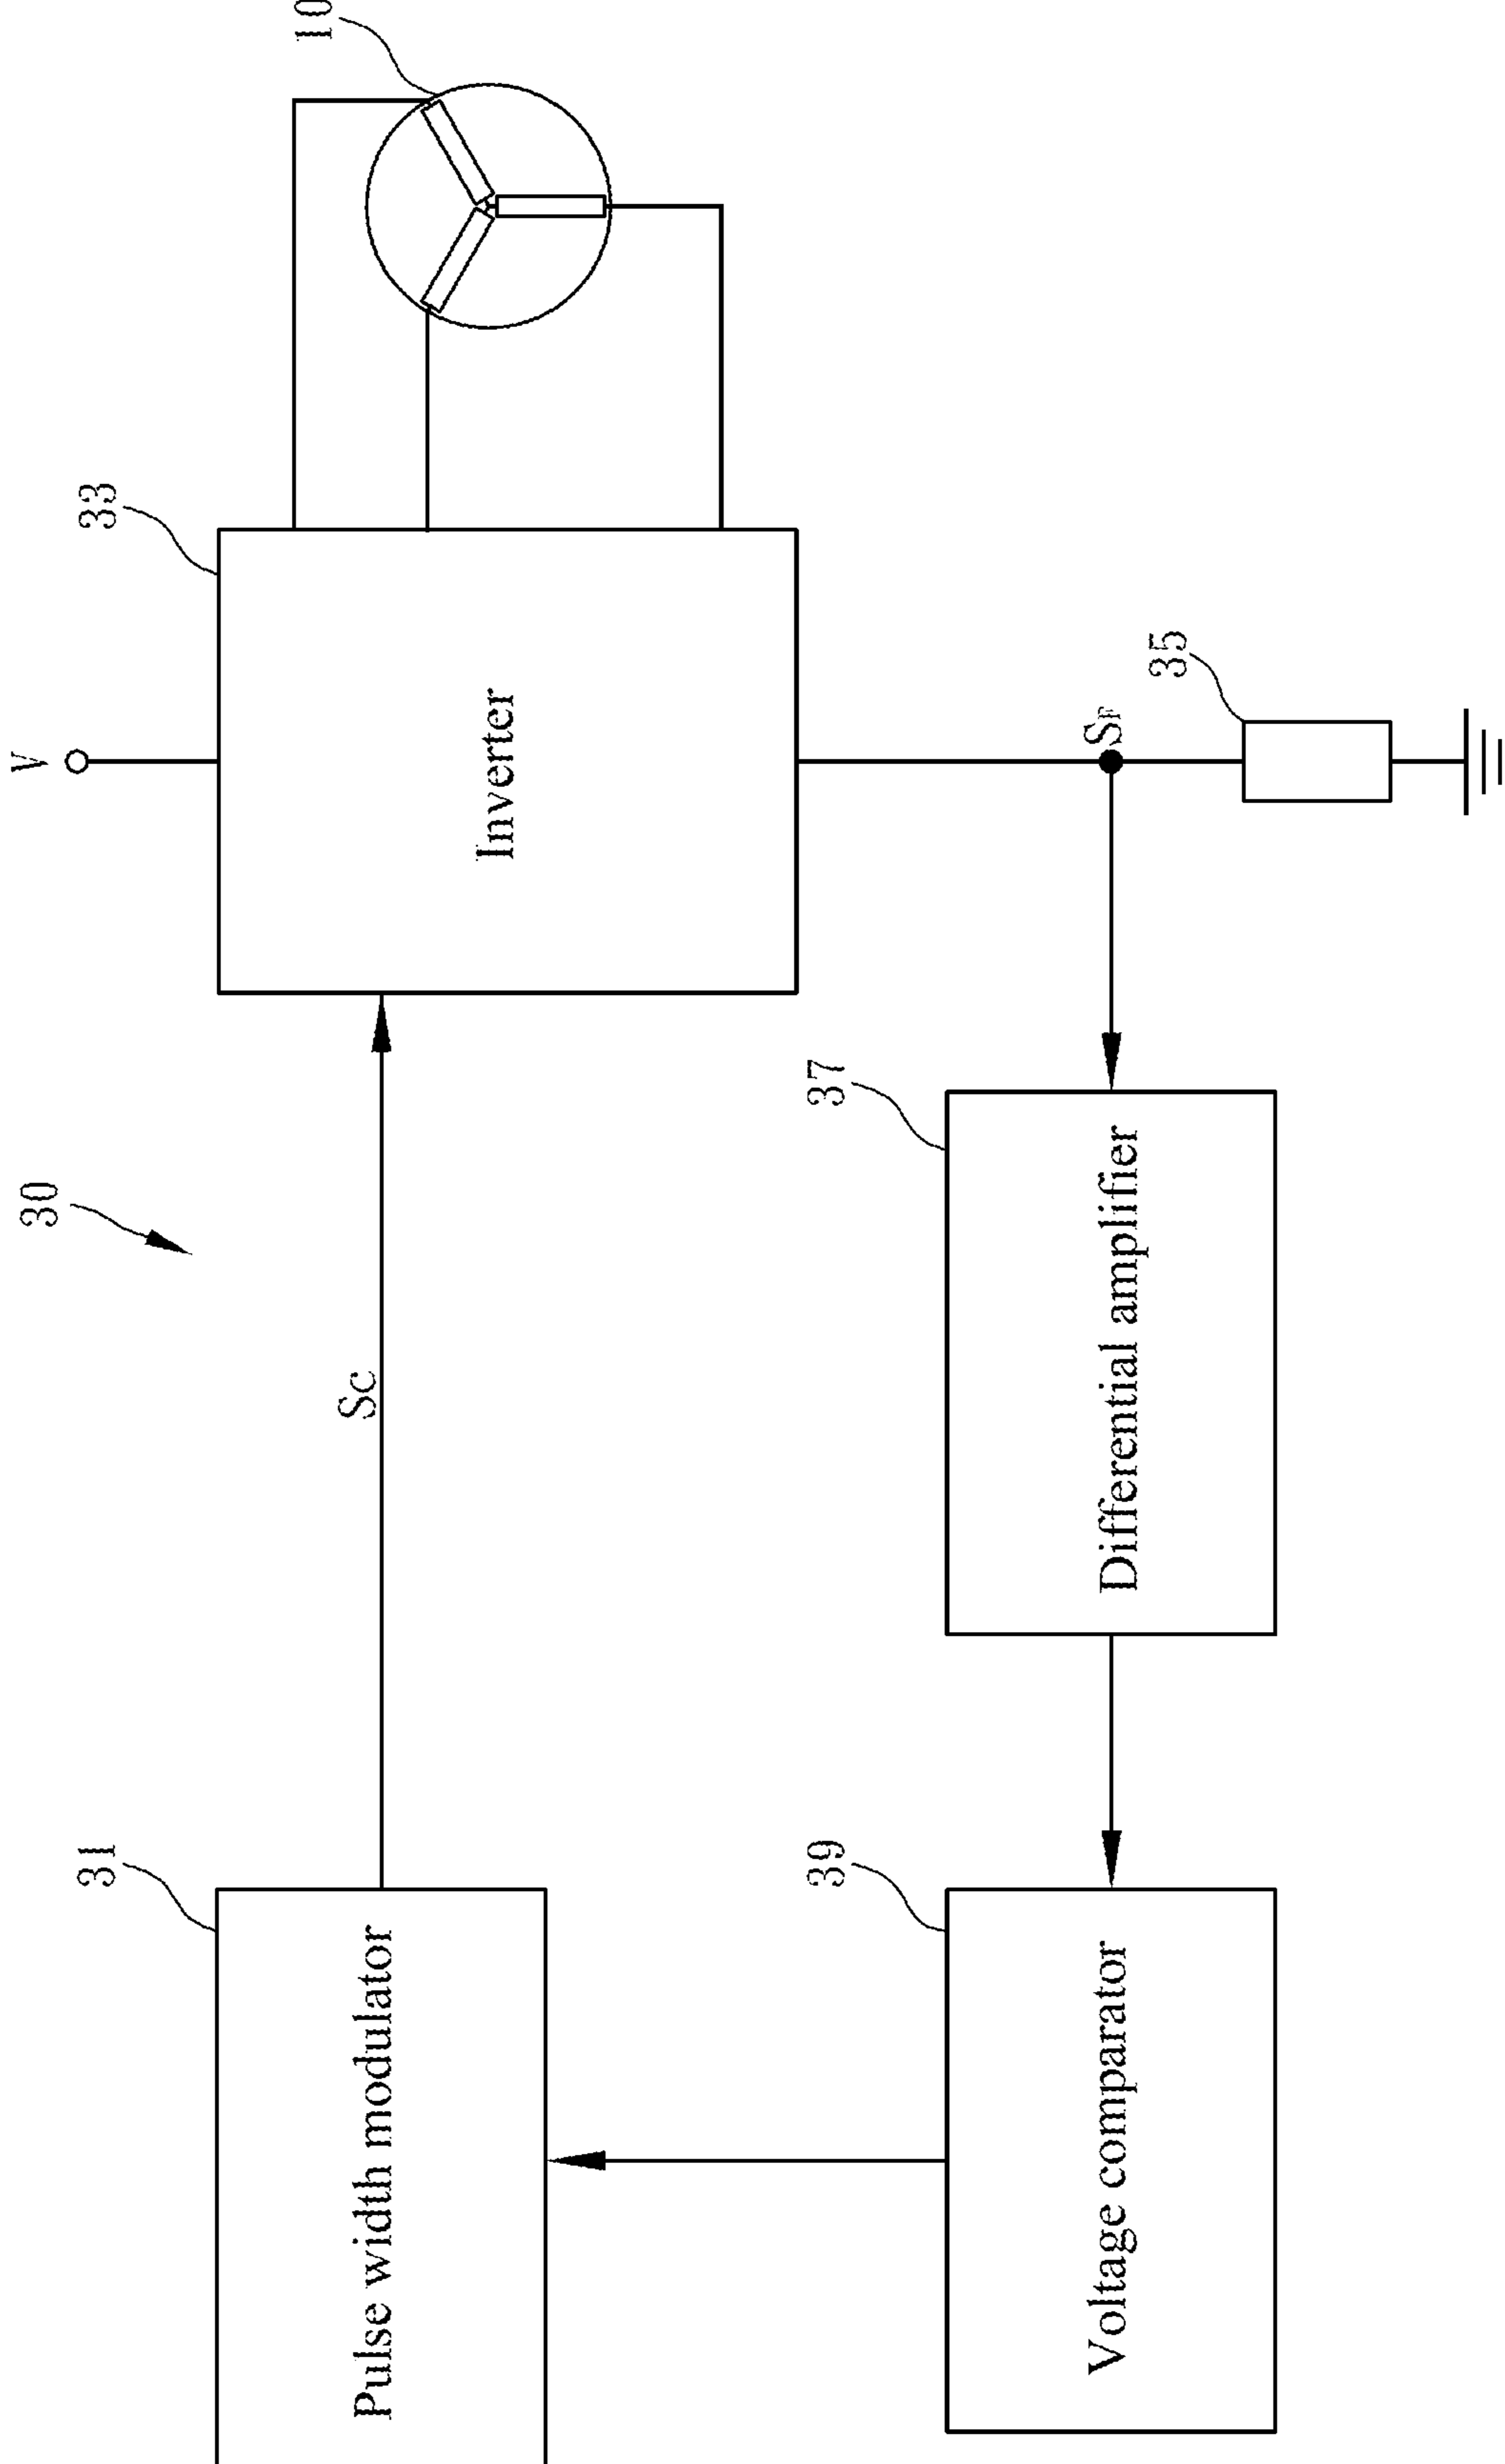 30
31
Pulse width modulator
Sc
33
V
Inverter
10
39
Voltage comparator
37
Differential amplifier
SF
35